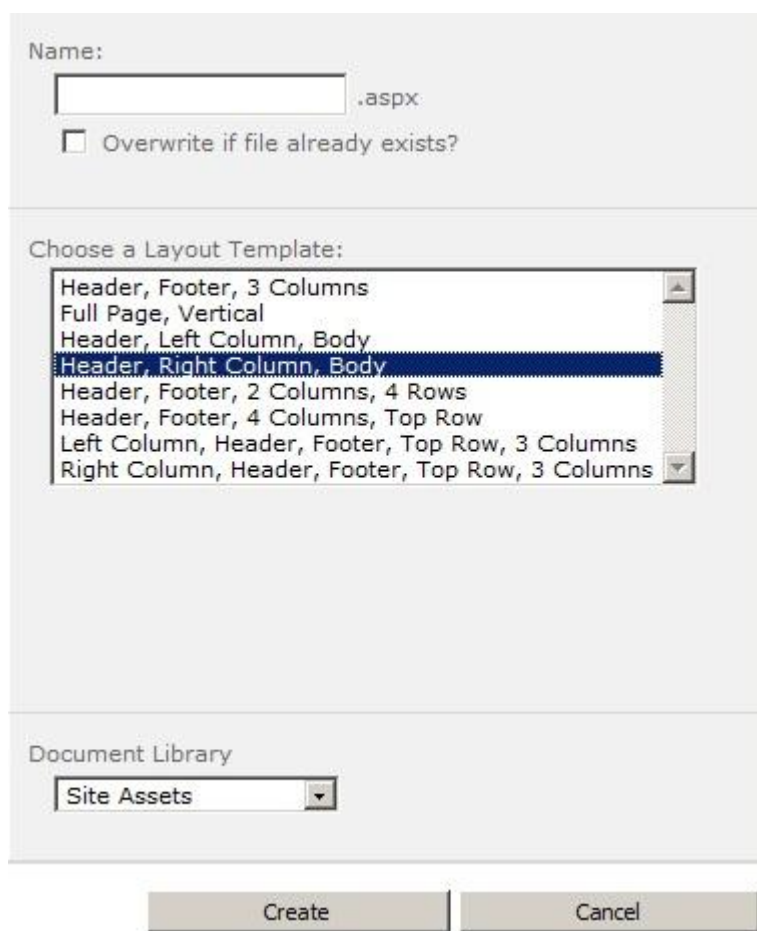 Name:
.aspx
Overwrite if file already exists?
Choose a Layout Template:
Header, Footer, 3 Columns
Full Page, Vertical
Header, Left Column, Body
Header, Right Column, Body
Header, Footer, 2 Columns, 4 Rows
Header, Footer, 4 Columns, Top Row
Left Column, Header, Footer, Top Row, 3 Columns
Right Column, Header, Footer, Top Row, 3 Columns
Document Library
Site Assets
Create Cancel